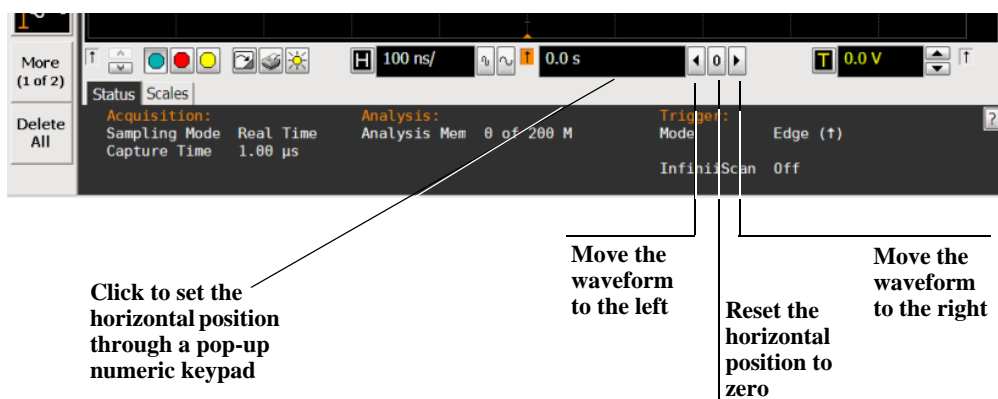 More
(1 of 2)
Delete
All
H 100 ns/ 0.0 s 0 T 0.0 V
Status Scales
Acquisition: Analysis: Trigger:
Sampling Mode Real Time Analysis Mem 0 of 200 M Mode Edge (↑)
Capture Time 1.00 µs
InfiniiScan Off
?
Click to set the
horizontal position
through a pop-up
numeric keypad
Move the
waveform
to the left
Reset the
horizontal
position to
zero
Move the
waveform
to the right